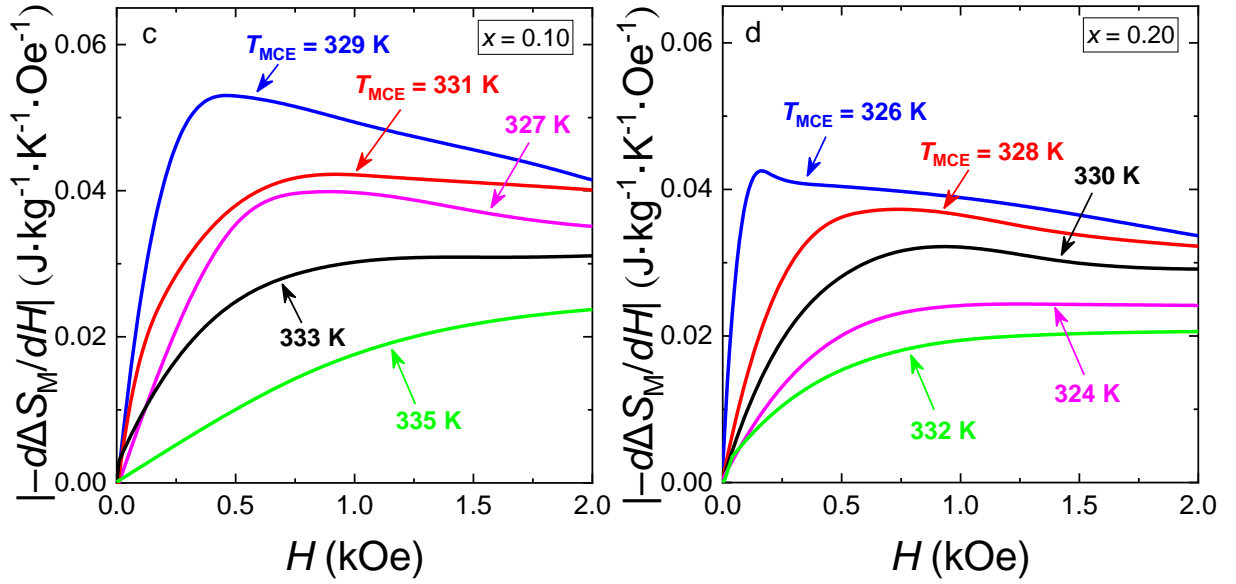 c
x = 0.10
T_MCE = 329 K
T_MCE = 331 K
327 K
333 K
335 K
0.06
0.04
0.02
0.00
0.0 0.5 1.0 1.5 2.0
H (kOe)
|−dΔS_M/dH| (J·kg⁻¹·K⁻¹·Oe⁻¹)
d
x = 0.20
T_MCE = 326 K
T_MCE = 328 K
330 K
324 K
332 K
0.06
0.04
0.02
0.00
0.0 0.5 1.0 1.5 2.0
H (kOe)
|−dΔS_M/dH| (J·kg⁻¹·K⁻¹·Oe⁻¹)